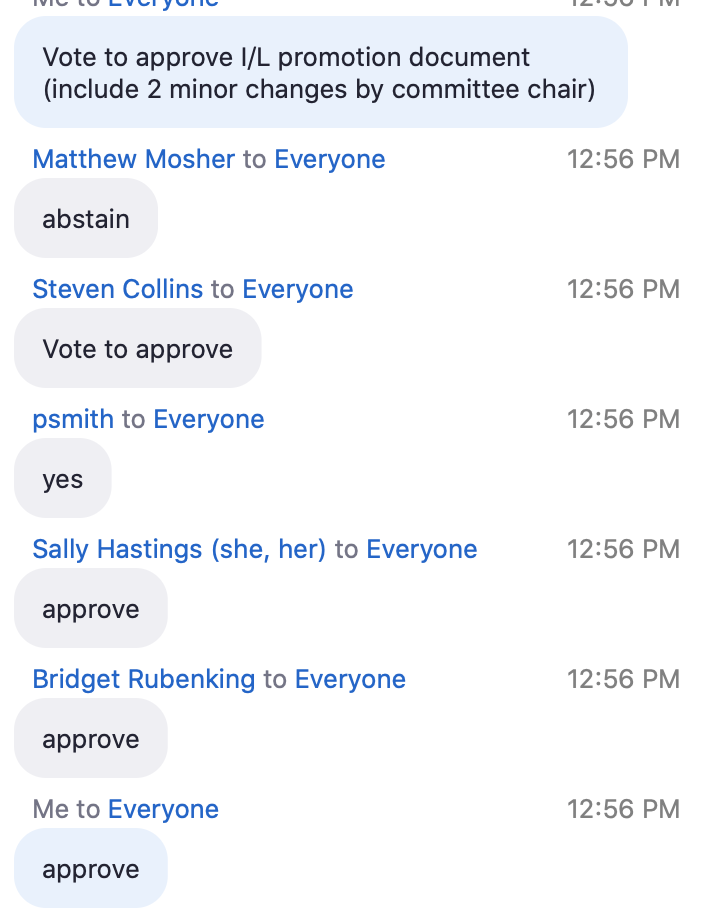 Me to Everyone 12:56 PM
Vote to approve I/L promotion document
(include 2 minor changes by committee chair)
Matthew Mosher to Everyone 12:56 PM
abstain
Steven Collins to Everyone 12:56 PM
Vote to approve
psmith to Everyone 12:56 PM
yes
Sally Hastings (she, her) to Everyone 12:56 PM
approve
Bridget Rubenking to Everyone 12:56 PM
approve
Me to Everyone 12:56 PM
approve